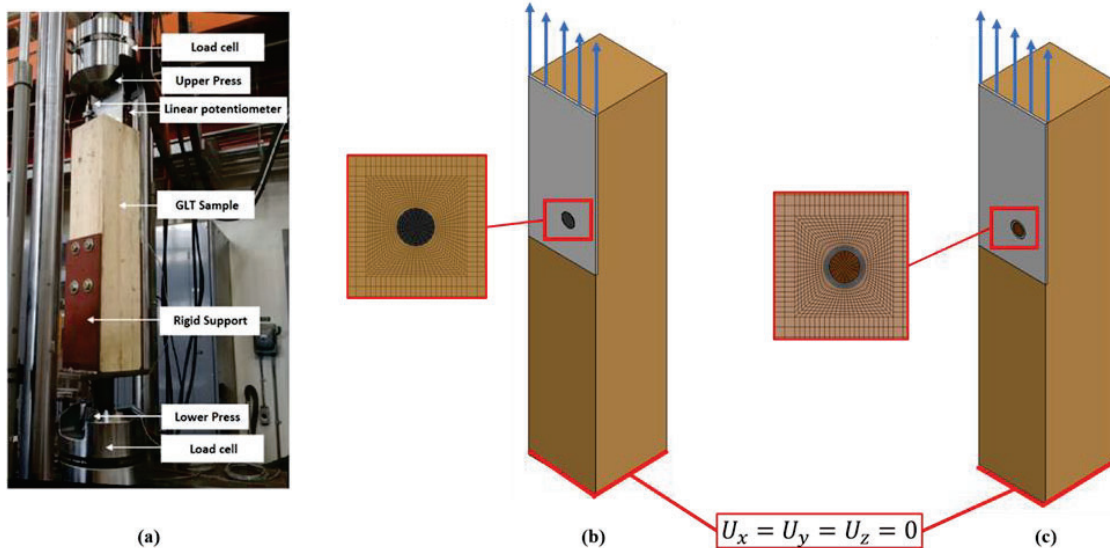 Load cell
Upper Press
Linear potentiometer
GLT Sample
Rigid Support
Lower Press
Load cell
U_x = U_y = U_z = 0
(a)
(b)
(c)